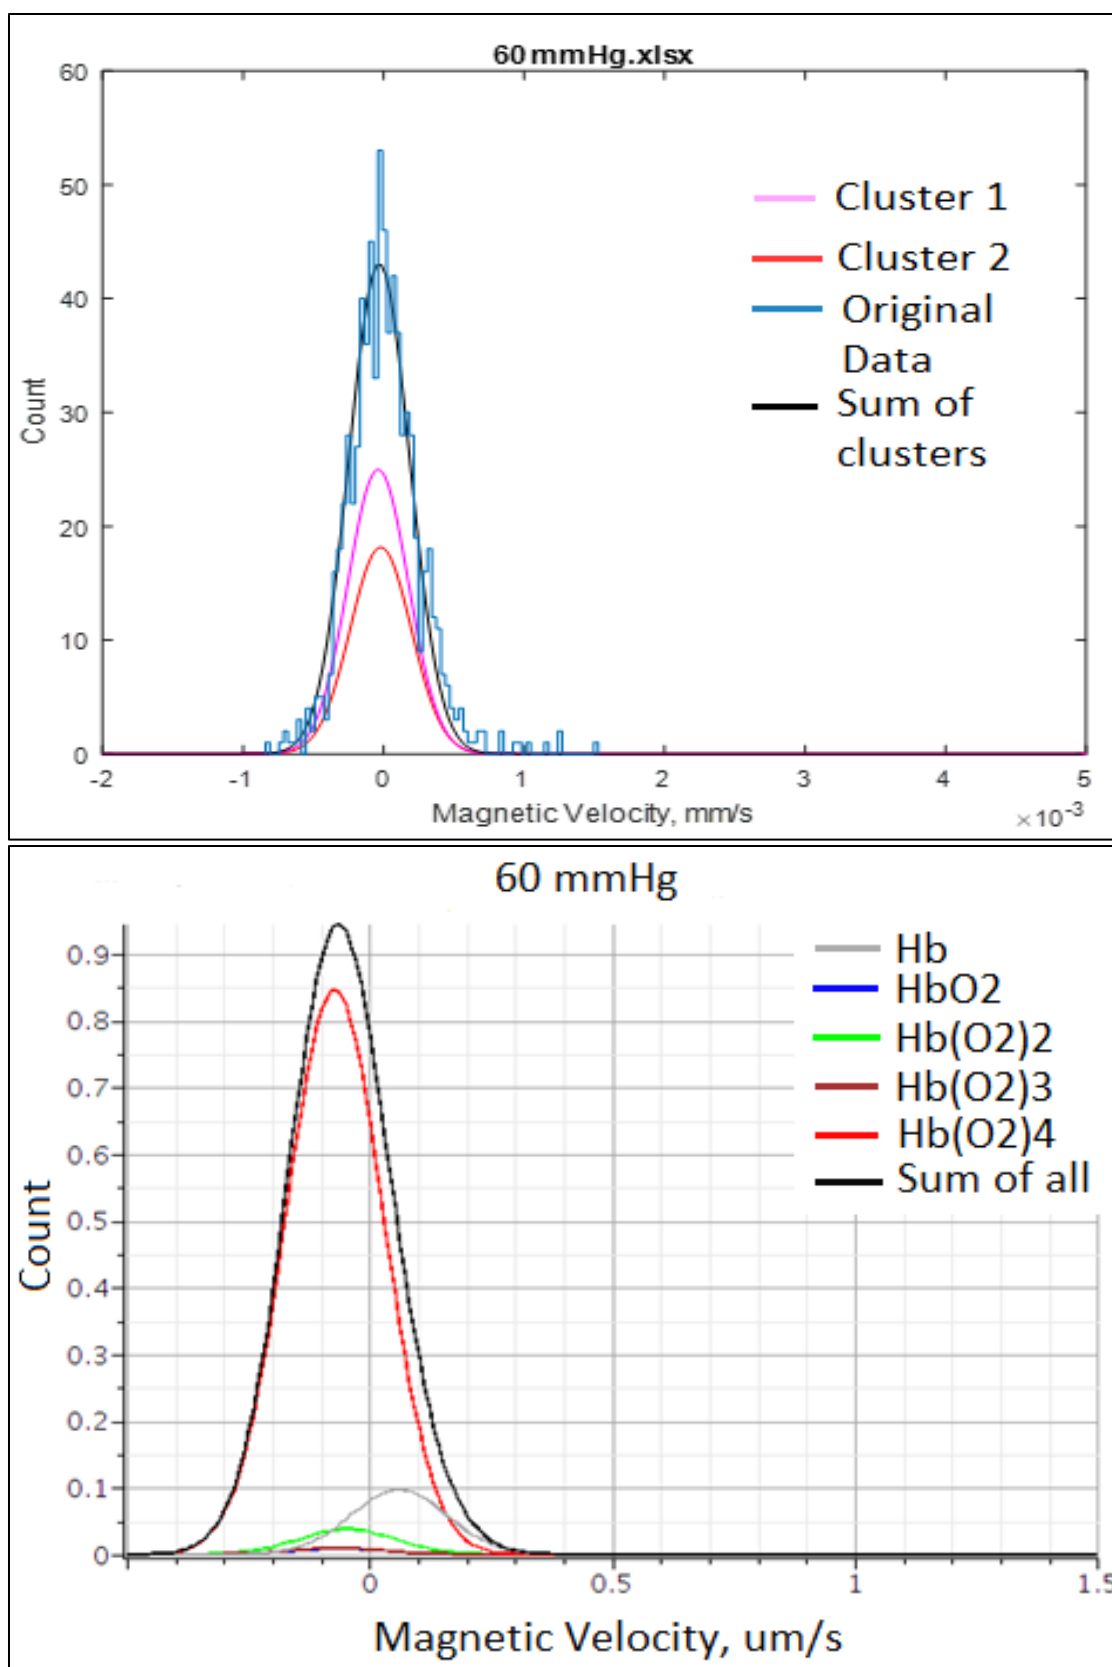 60 mmHg.xlsx
60
50
40
30
20
10
0
Count
-2 -1 0 1 2 3 4 5
Magnetic Velocity, mm/s
×10⁻³
Cluster 1
Cluster 2
Original
Data
Sum of
clusters
60 mmHg
0.9
0.8
0.7
0.6
0.5
0.4
0.3
0.2
0.1
0
Count
0 0.5 1 1.5
Magnetic Velocity, um/s
Hb
HbO2
Hb(O2)2
Hb(O2)3
Hb(O2)4
Sum of all